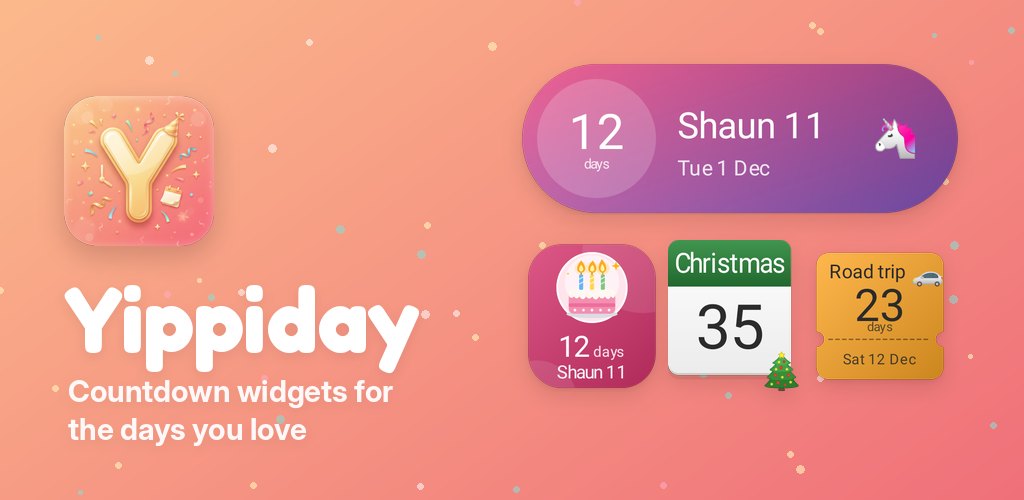 Y
Yippiday
Countdown widgets for
the days you love
12
days
Shaun 11
Tue 1 Dec
12 days
Shaun 11
Christmas
35
Road trip
23
days
Sat 12 Dec